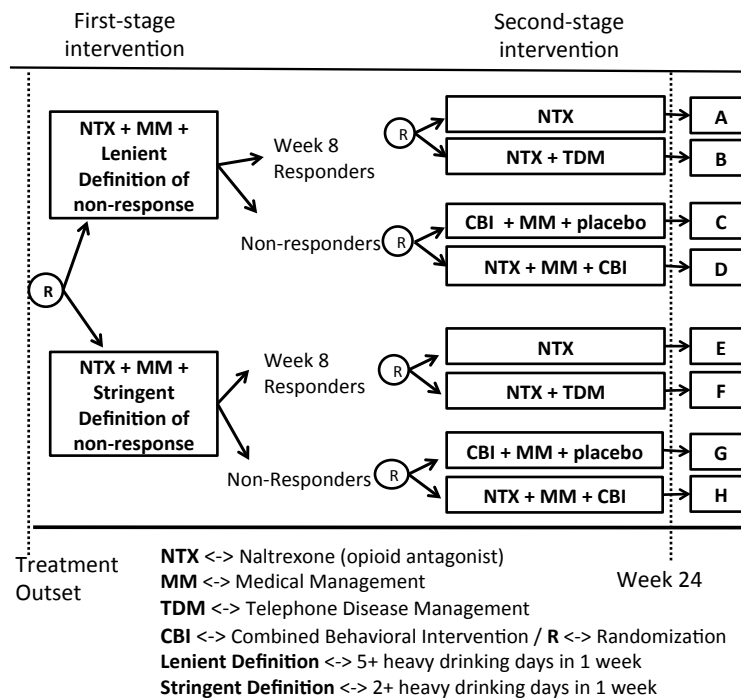 First-stage
intervention
Second-stage
intervention
NTX + MM +
Lenient
Definition of
non-response
Week 8
Responders
R
NTX
A
NTX + TDM
B
Non-responders
R
CBI + MM + placebo
C
NTX + MM + CBI
D
R
NTX + MM +
Stringent
Definition of
non-response
Week 8
Responders
R
NTX
E
NTX + TDM
F
Non-Responders
R
CBI + MM + placebo
G
NTX + MM + CBI
H
Treatment
Outset
Week 24
NTX <-> Naltrexone (opioid antagonist)
MM <-> Medical Management
TDM <-> Telephone Disease Management
CBI <-> Combined Behavioral Intervention / R <-> Randomization
Lenient Definition <-> 5+ heavy drinking days in 1 week
Stringent Definition <-> 2+ heavy drinking days in 1 week